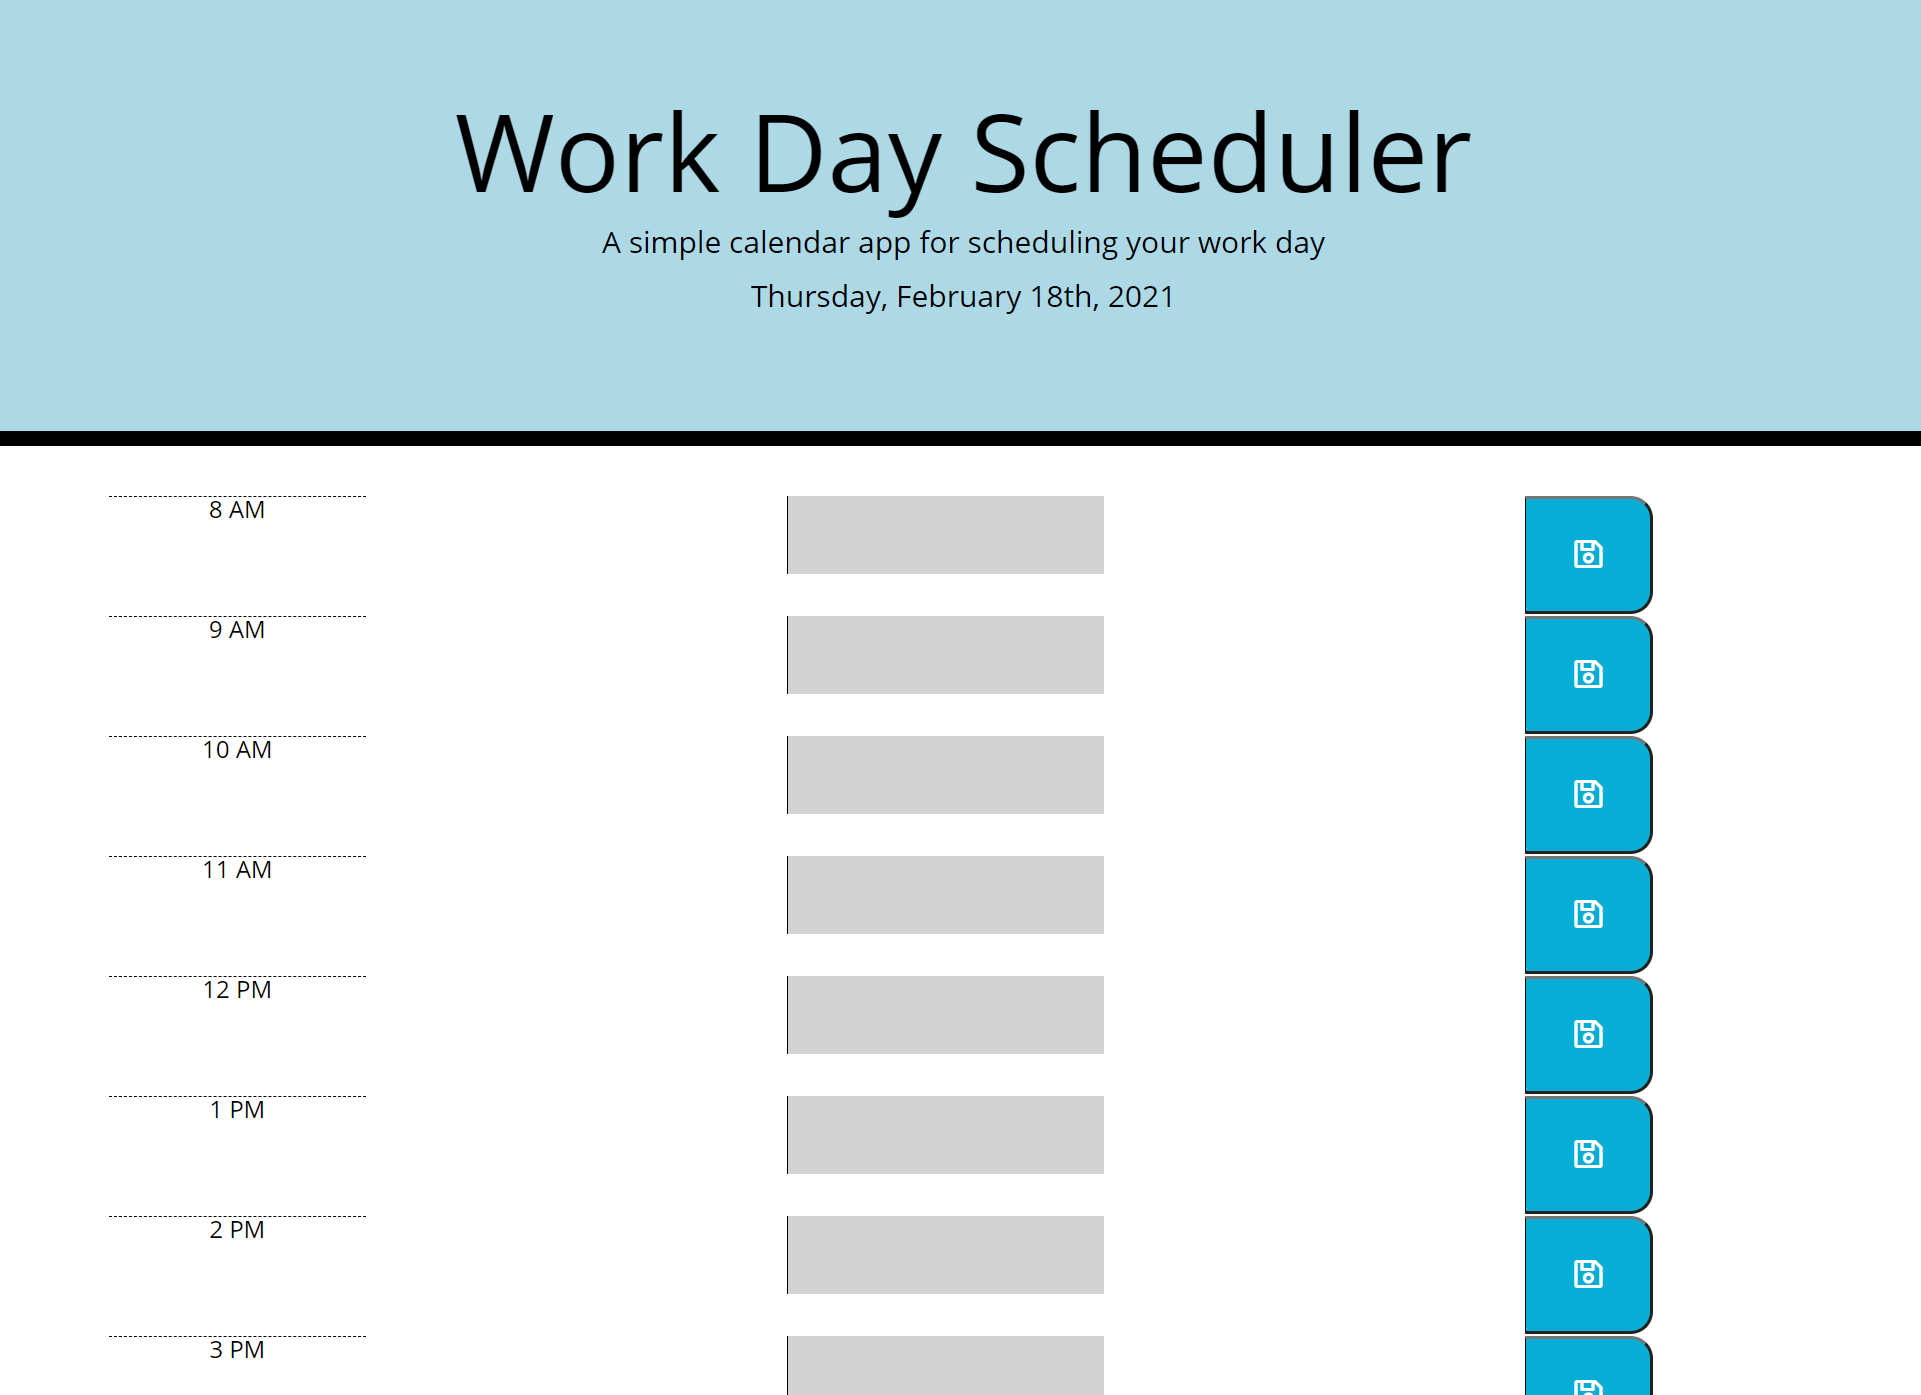 Work Day Scheduler
A simple calendar app for scheduling your work day
Thursday, February 18th, 2021
8 AM
9 AM
10 AM
11 AM
12 PM
1 PM
2 PM
3 PM